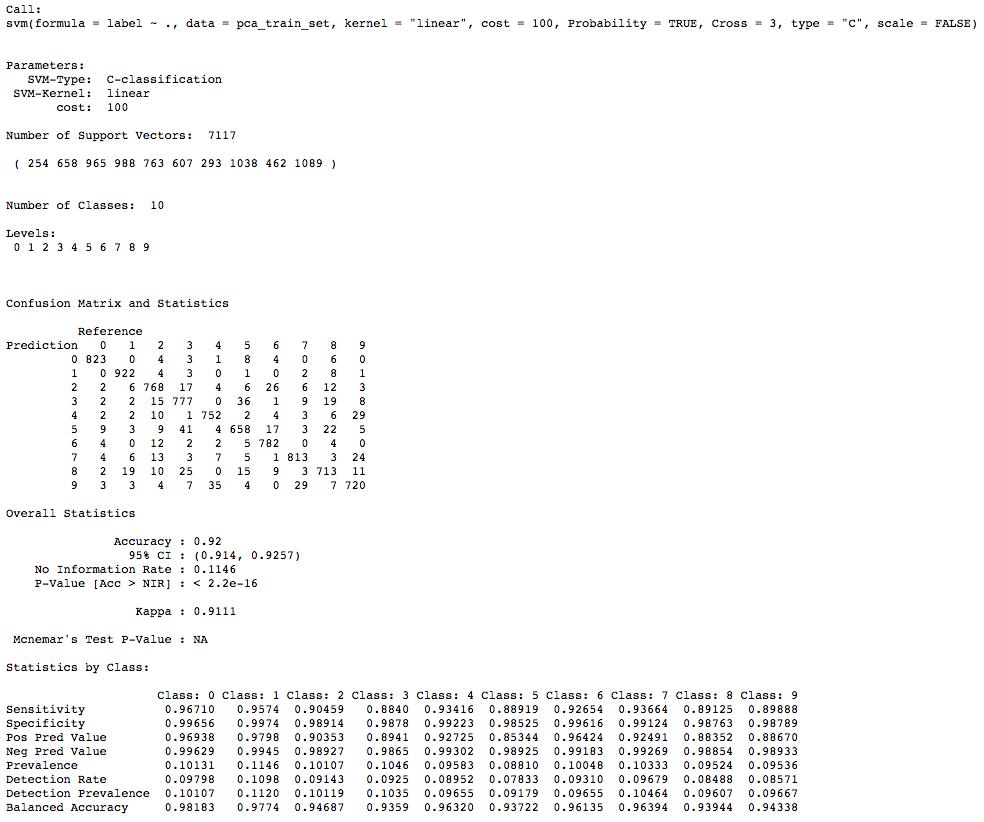 Call:
svm(formula = label ~ ., data = pca_train_set, kernel = "linear", cost = 100, Probability = TRUE, Cross = 3, type = "C", scale = FALSE)
Parameters:
SVM-Type: C-classification
SVM-Kernel: linear
cost: 100
Number of Support Vectors: 7117
( 254 658 965 988 763 607 293 1038 462 1089 )
Number of Classes: 10
Levels:
0 1 2 3 4 5 6 7 8 9
Confusion Matrix and Statistics
Reference
Prediction 0 1 2 3 4 5 6 7 8 9
0 823 0 4 3 1 8 4 0 6 0
1 0 922 4 3 0 1 0 2 8 1
2 2 6 768 17 4 6 26 6 12 3
3 2 2 15 777 0 36 1 9 19 8
4 2 2 10 1 752 2 4 3 6 29
5 9 3 9 41 4 658 17 3 22 5
6 4 0 12 2 2 5 782 0 4 0
7 4 6 13 3 7 5 1 813 3 24
8 2 19 10 25 0 15 9 3 713 11
9 3 3 4 7 35 4 0 29 7 720
Overall Statistics
Accuracy : 0.92
95% CI : (0.914, 0.9257)
No Information Rate : 0.1146
P-Value [Acc > NIR] : < 2.2e-16
Kappa : 0.9111
Mcnemar's Test P-Value : NA
Statistics by Class:
Class: 0 Class: 1 Class: 2 Class: 3 Class: 4 Class: 5 Class: 6 Class: 7 Class: 8 Class: 9
Sensitivity 0.96710 0.9574 0.90459 0.8840 0.93416 0.88919 0.92654 0.93664 0.89125 0.89888
Specificity 0.99656 0.9974 0.98914 0.9878 0.99223 0.98525 0.99616 0.99124 0.98763 0.98789
Pos Pred Value 0.96938 0.9798 0.90353 0.8941 0.92725 0.85344 0.96424 0.92491 0.88352 0.88670
Neg Pred Value 0.99629 0.9945 0.98927 0.9865 0.99302 0.98925 0.99183 0.99269 0.98854 0.98933
Prevalence 0.10131 0.1146 0.10107 0.1046 0.09583 0.08810 0.10048 0.10333 0.09524 0.09536
Detection Rate 0.09798 0.1098 0.09143 0.0925 0.08952 0.07833 0.09310 0.09679 0.08488 0.08571
Detection Prevalence 0.10107 0.1120 0.10119 0.1035 0.09655 0.09179 0.09655 0.10464 0.09607 0.09667
Balanced Accuracy 0.98183 0.9774 0.94687 0.9359 0.96320 0.93722 0.96135 0.96394 0.93944 0.94338